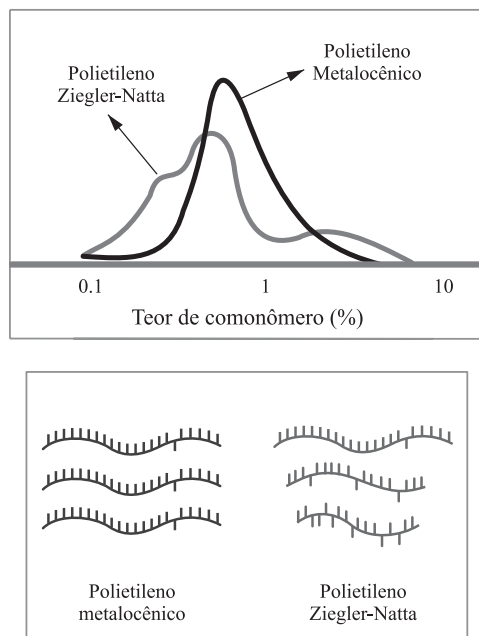 Polietileno
Ziegler-Natta
Polietileno
Metalocênico
0.1
1
10
Teor de comonômero (%)
Polietileno
metalocênico
Polietileno
Ziegler-Natta